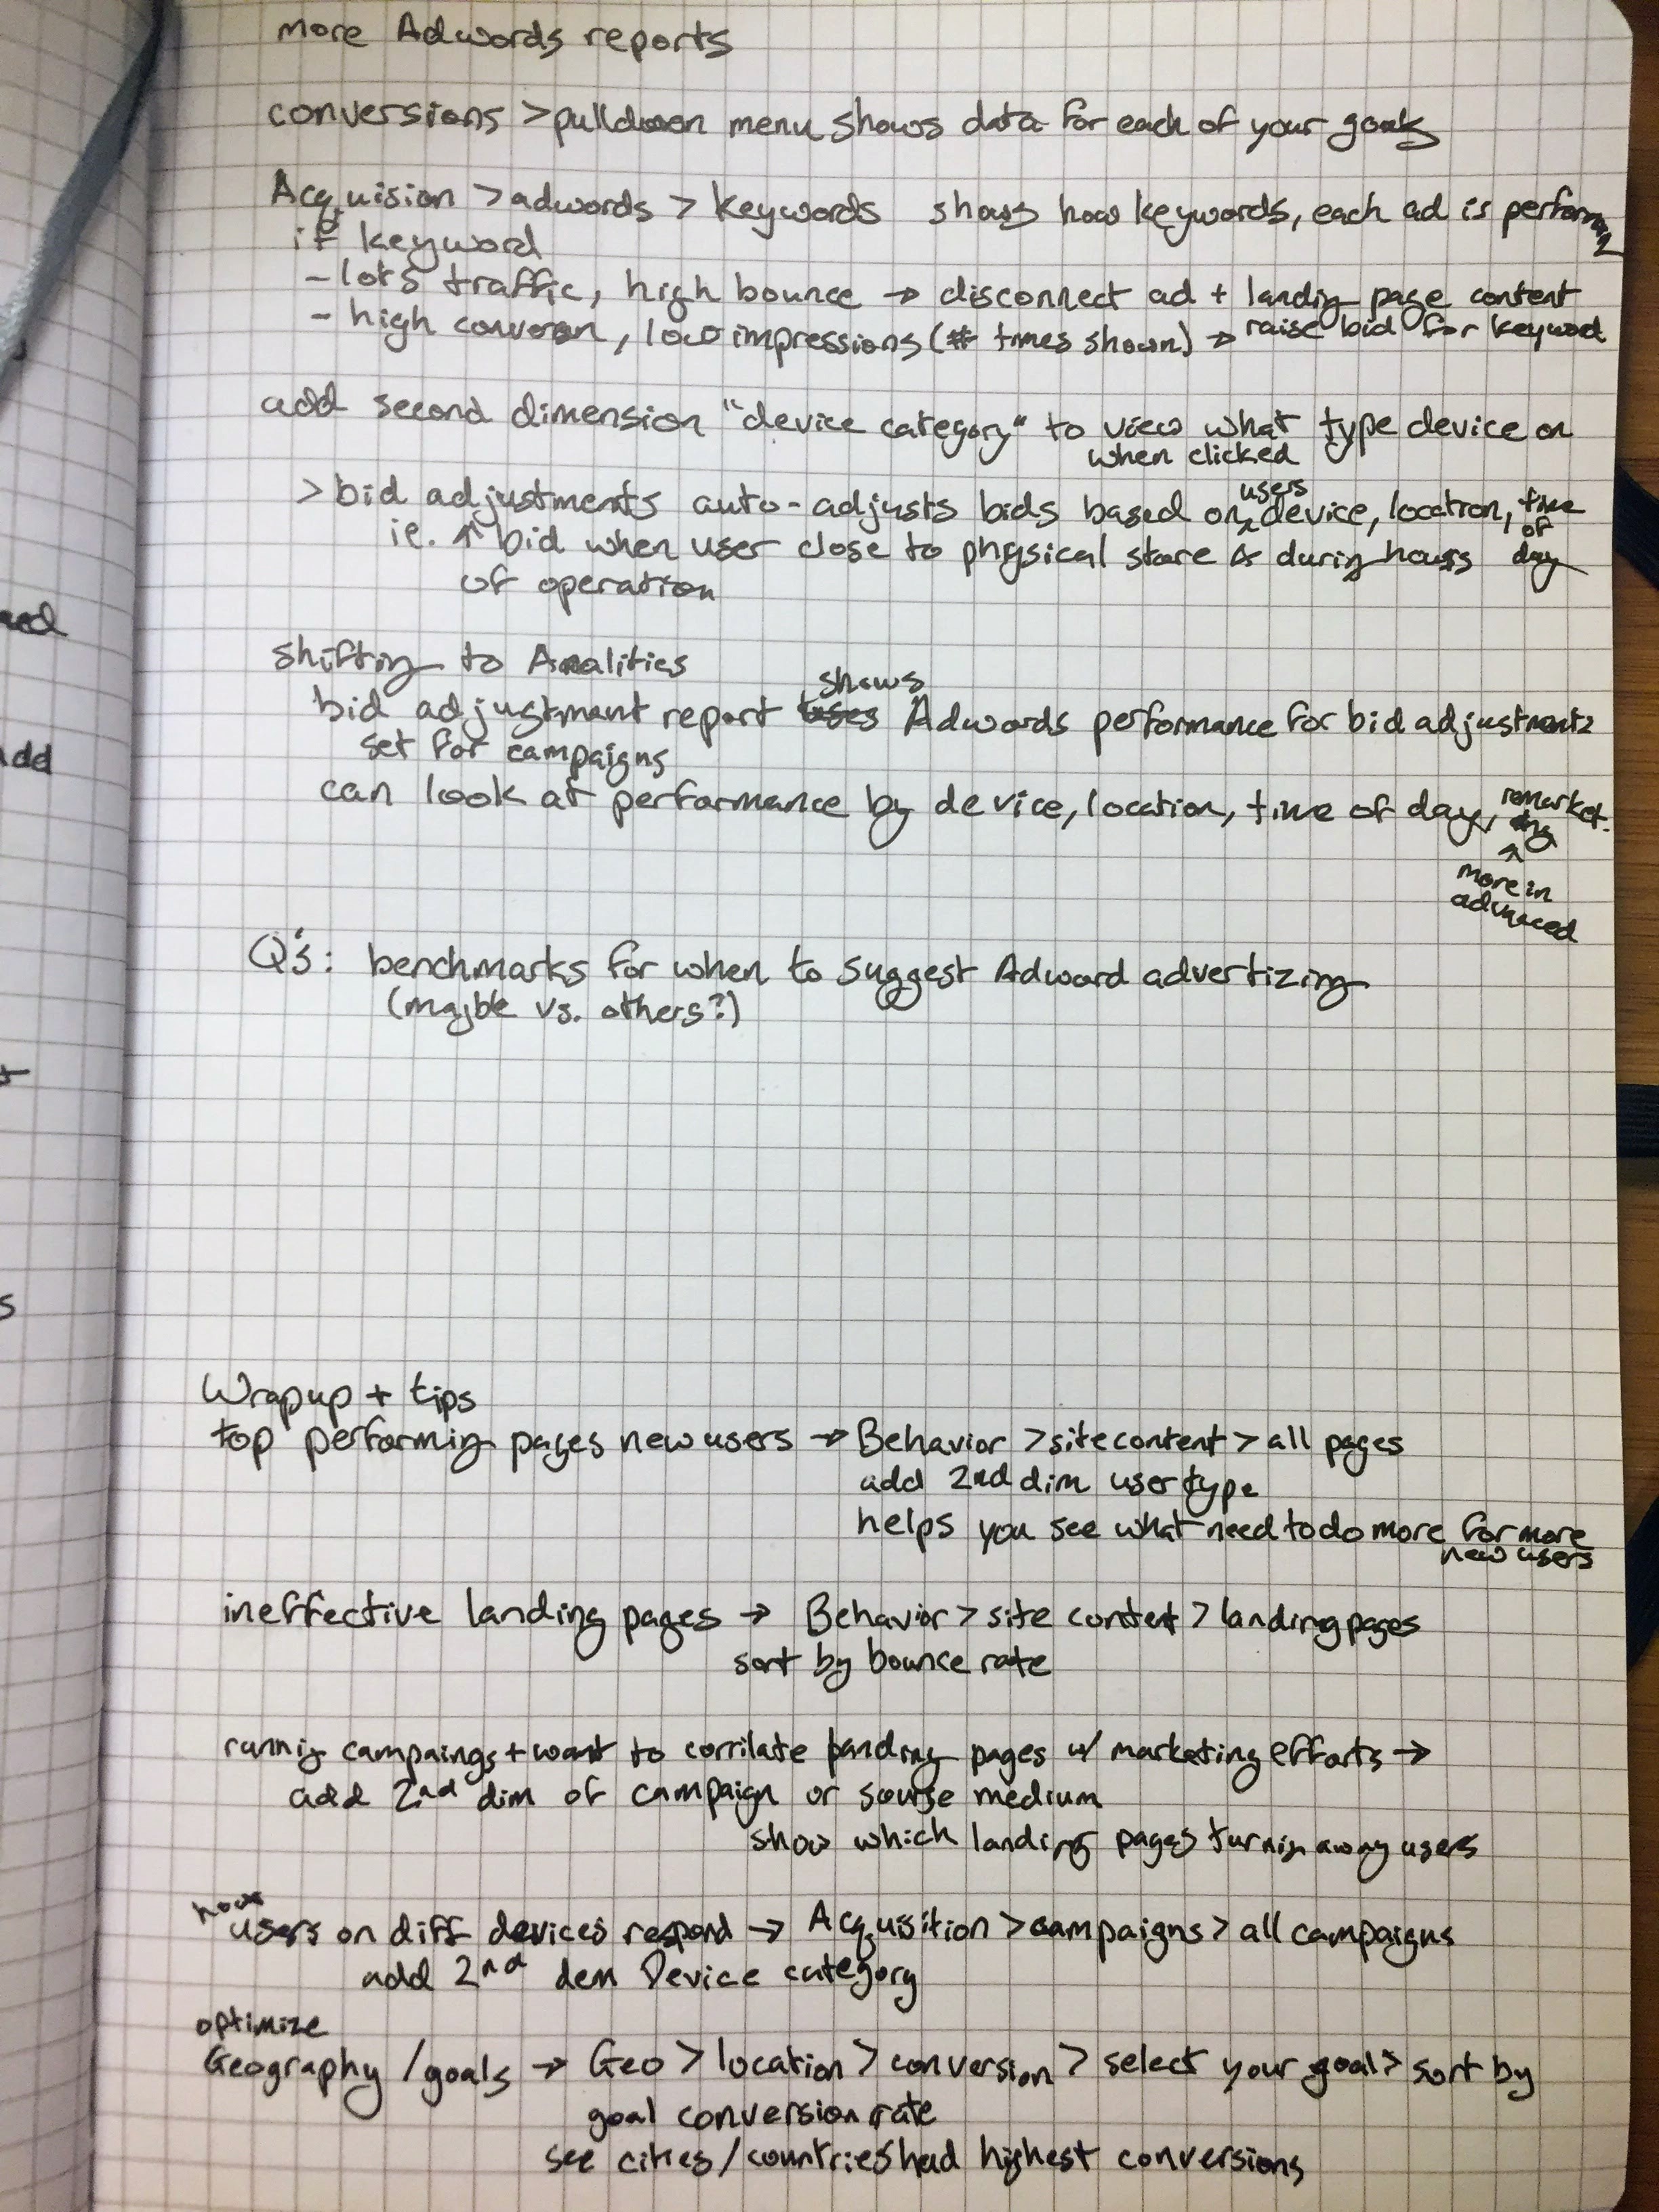 more Adwords reports
conversions > pulldown menu shows data for each of your goals
Acquision > adwords > keywords shows how keywords, each ad is performing
if keyword
- lots traffic, high bounce → disconnect ad + landig page content
- high converson, low impressions (# times shown) → raise bid for keyword
add second dimension "device category" to view what type device on
when clicked
> bid adjustments auto-adjusts bids based on users device, location, time of day
ie. ↑ bid when user close to physical store & during hours
of operation
shifting to Analitics
bid adjustmant report shows Adwords performance for bid adjustments
set for campaigns
can look at performance by device, location, time of day, remarket.ing
^
more in
advnaced
Q's: benchmarks for when to suggest Adword advertizing
(maybe vs. others?)
Wrapup + tips
top performing pages new users → Behavior > site content > all pages
add 2nd dim user type
helps you see what need to do more for more
new users
ineffective landing pages → Behavior > site content > landing pages
sort by bounce rate
runnig campaings + want to corrilate landing pages w/ marketing efforts →
add 2nd dim of campaign or sourse medium
show which landing pages turnin away users
how
users on diff devices respond → Acquisition > campaigns > all campaigns
add 2nd dem Device category
optimize
Geography / goals → Geo > location > conversion > select your goal > sort by
goal conversion rate
see cities / countries had highest conversions